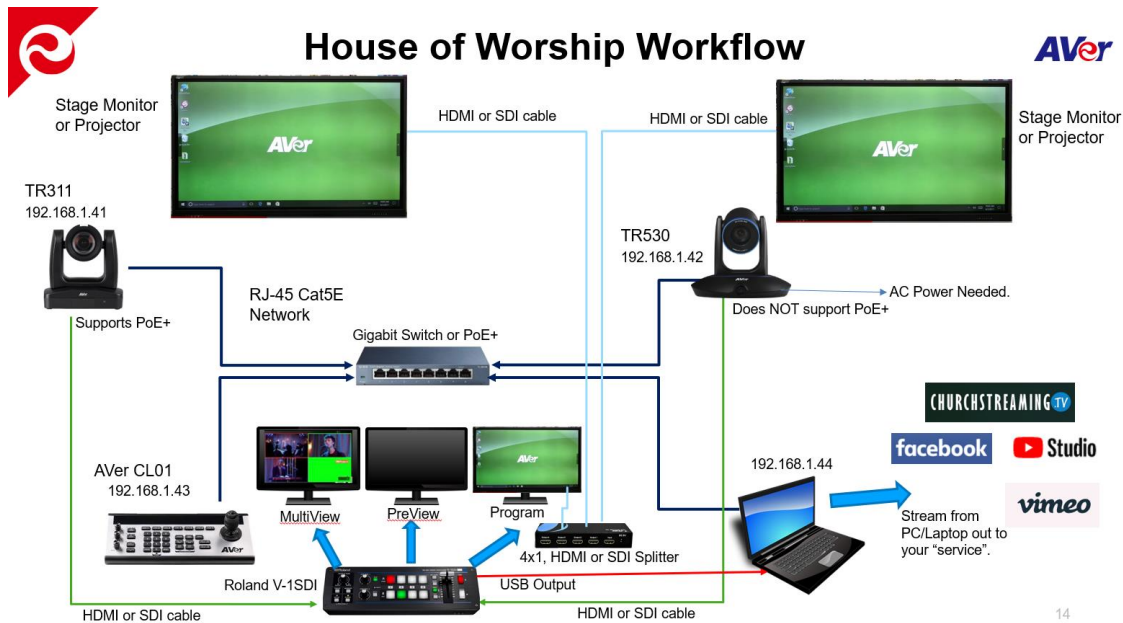 House of Worship Workflow
AVer
Stage Monitor
or Projector
HDMI or SDI cable
HDMI or SDI cable
Stage Monitor
or Projector
AVer
AVer
TR311
192.168.1.41
TR530
192.168.1.42
AVer
AVer
AC Power Needed.
Supports PoE+
RJ-45 Cat5E
Network
Does NOT support PoE+
Gigabit Switch or PoE+
CHURCHSTREAMING.TV
facebook
Studio
AVer CL01
192.168.1.43
AVer
192.168.1.44
vimeo
MultiView
PreView
Program
Stream from
PC/Laptop out to
your “service”.
AVer
4x1, HDMI or SDI Splitter
Roland V-1SDI
USB Output
HDMI or SDI cable
HDMI or SDI cable
14